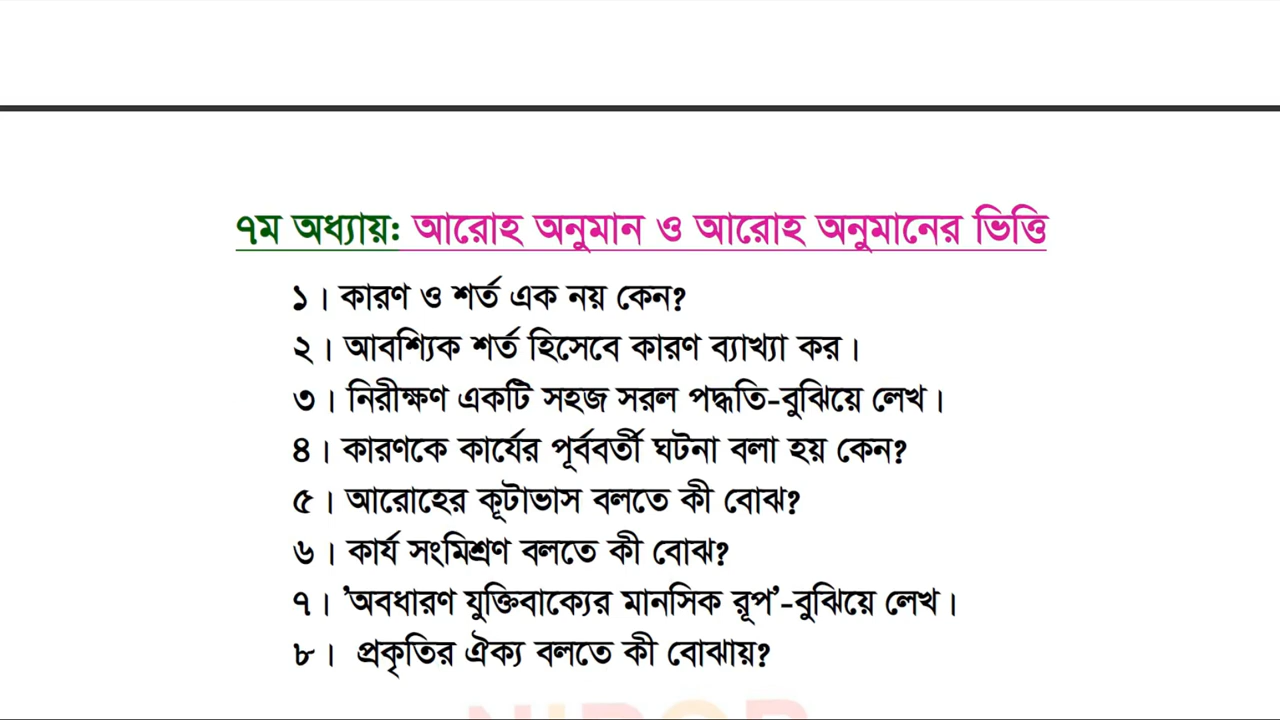 ৭ম অধ্যায়: আরোহ অনুমান ও আরোহ অনুমানের ভিত্তি
১। কারণ ও শর্ত এক নয় কেন?
২। আবশ্যিক শর্ত হিসেবে কারণ ব্যাখ্যা কর।
৩। নিরীক্ষণ একটি সহজ সরল পদ্ধতি-বুঝিয়ে লেখ।
৪। কারণকে কার্যের পূর্ববর্তী ঘটনা বলা হয় কেন?
৫। আরোহের কূটাভাস বলতে কী বোঝ?
৬। কার্য সংমিশ্রণ বলতে কী বোঝ?
৭। 'অবধারণ যুক্তিবাক্যের মানসিক রূপ'-বুঝিয়ে লেখ।
৮। প্রকৃতির ঐক্য বলতে কী বোঝায়?